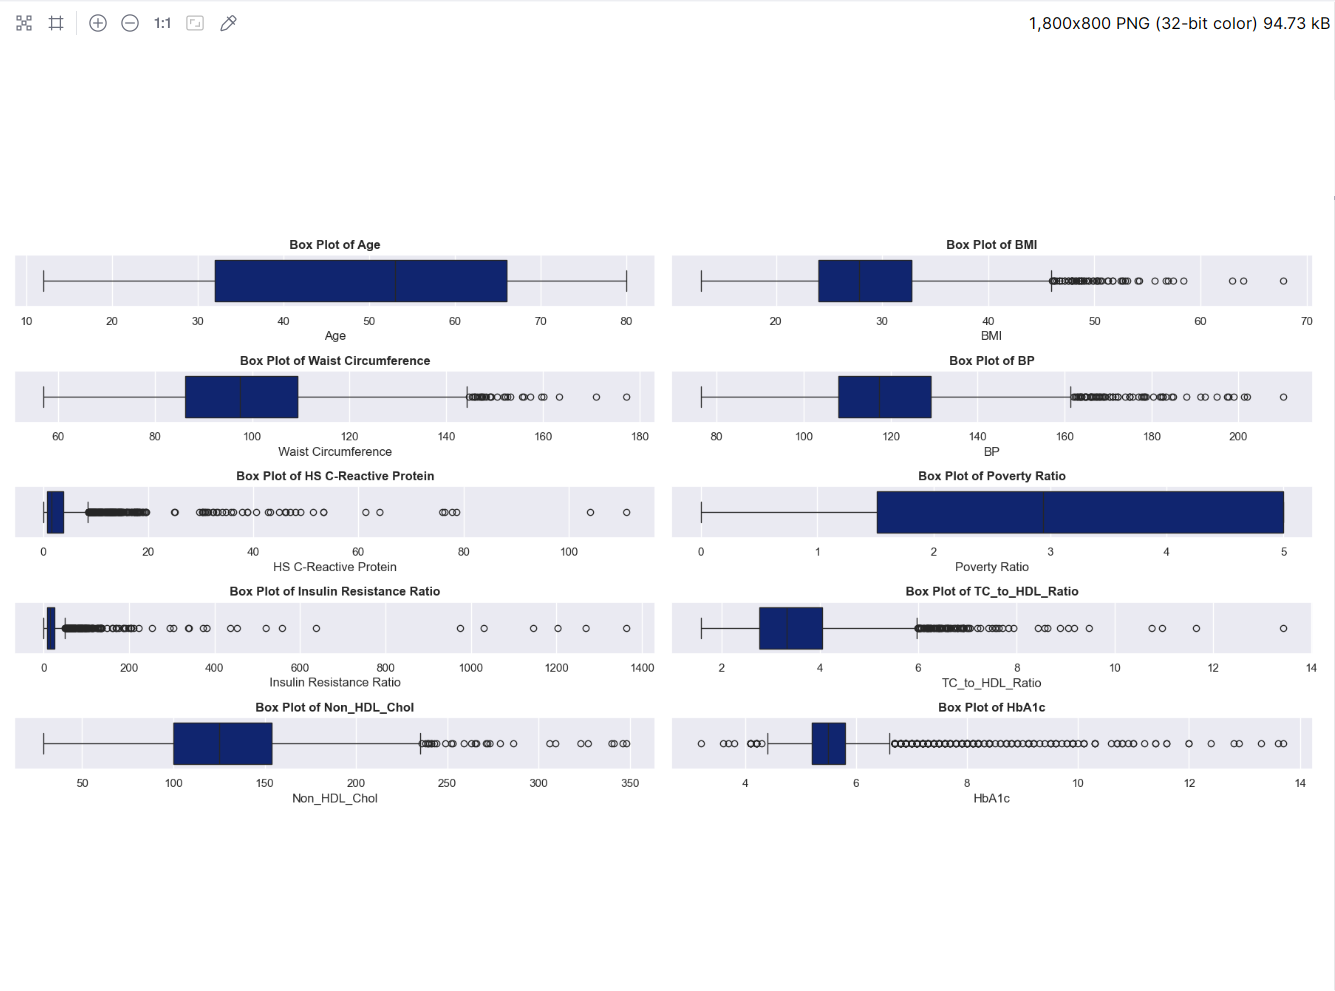 1:1
1,800x800 PNG (32-bit color) 94.73 kB
Box Plot of Age
10 20 30 40 50 60 70 80
Age
Box Plot of BMI
20 30 40 50 60 70
BMI
Box Plot of Waist Circumference
60 80 100 120 140 160 180
Waist Circumference
Box Plot of BP
80 100 120 140 160 180 200
BP
Box Plot of HS C-Reactive Protein
0 20 40 60 80 100
HS C-Reactive Protein
Box Plot of Poverty Ratio
0 1 2 3 4 5
Poverty Ratio
Box Plot of Insulin Resistance Ratio
0 200 400 600 800 1000 1200 1400
Insulin Resistance Ratio
Box Plot of TC_to_HDL_Ratio
2 4 6 8 10 12 14
TC_to_HDL_Ratio
Box Plot of Non_HDL_Chol
50 100 150 200 250 300 350
Non_HDL_Chol
Box Plot of HbA1c
4 6 8 10 12 14
HbA1c